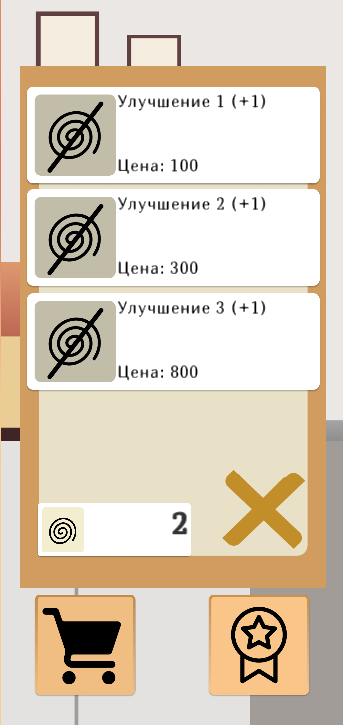 Улучшение 1 (+1)
Цена: 100
Улучшение 2 (+1)
Цена: 300
Улучшение 3 (+1)
Цена: 800
2